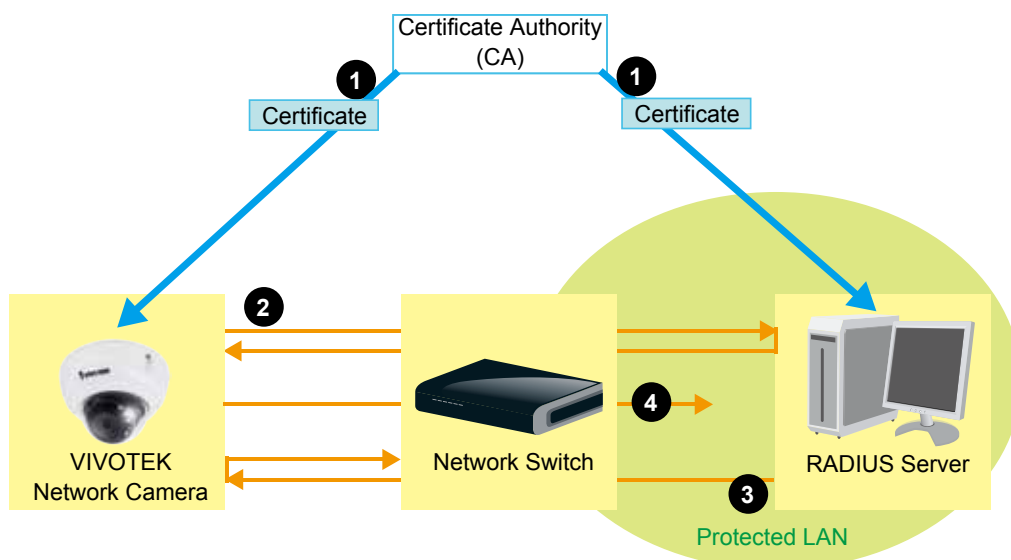 Certificate Authority
(CA)
1
1
Certificate
Certificate
2
4
VIVOTEK
Network Camera
Network Switch
RADIUS Server
3
Protected LAN